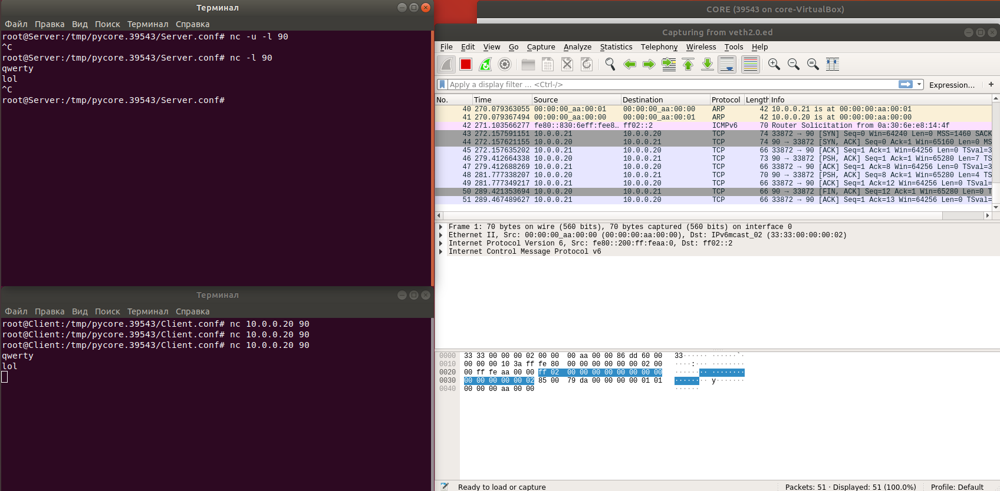 Терминал
Файл Правка Вид Поиск Терминал Справка
root@Server:/tmp/pycore.39543/Server.conf# nc -u -l 90
^C
root@Server:/tmp/pycore.39543/Server.conf# nc -l 90
qwerty
lol
^C
root@Server:/tmp/pycore.39543/Server.conf#
Терминал
Файл Правка Вид Поиск Терминал Справка
root@Client:/tmp/pycore.39543/Client.conf# nc 10.0.0.20 90
root@Client:/tmp/pycore.39543/Client.conf# nc 10.0.0.20 90
root@Client:/tmp/pycore.39543/Client.conf# nc 10.0.0.20 90
qwerty
lol
CORE (39543 on core-VirtualBox)
Capturing from veth2.0.ed
File Edit View Go Capture Analyze Statistics Telephony Wireless Tools Help
Apply a display filter ... <Ctrl-/> Expression... +
No. Time Source Destination Protocol Length Info
40 270.079363055 00:00:00_aa:00:01 00:00:00_aa:00:00 ARP 42 10.0.0.21 is at 00:00:00:aa:00:01
41 270.079367494 00:00:00_aa:00:00 00:00:00_aa:00:01 ARP 42 10.0.0.20 is at 00:00:00:aa:00:00
42 271.103566277 fe80::830:6eff:fee8... ff02::2 ICMPv6 70 Router Solicitation from 0a:30:6e:e8:14:4f
43 272.157591151 10.0.0.21 10.0.0.20 TCP 74 33872 → 90 [SYN] Seq=0 Win=64240 Len=0 MSS=1460 SACK
44 272.157621155 10.0.0.20 10.0.0.21 TCP 74 90 → 33872 [SYN, ACK] Seq=0 Ack=1 Win=65160 Len=0 MS
45 272.157635202 10.0.0.21 10.0.0.20 TCP 66 33872 → 90 [ACK] Seq=1 Ack=1 Win=64256 Len=0 TSval=3
46 279.412664338 10.0.0.20 10.0.0.21 TCP 73 90 → 33872 [PSH, ACK] Seq=1 Ack=1 Win=65280 Len=7 TS
47 279.412688269 10.0.0.21 10.0.0.20 TCP 66 33872 → 90 [ACK] Seq=1 Ack=8 Win=64256 Len=0 TSval=3
48 281.777338207 10.0.0.20 10.0.0.21 TCP 70 90 → 33872 [PSH, ACK] Seq=8 Ack=1 Win=65280 Len=4 TS
49 281.777349217 10.0.0.21 10.0.0.20 TCP 66 33872 → 90 [ACK] Seq=1 Ack=12 Win=64256 Len=0 TSval=
50 289.421353694 10.0.0.20 10.0.0.21 TCP 66 90 → 33872 [FIN, ACK] Seq=12 Ack=1 Win=65280 Len=0 T
51 289.467489627 10.0.0.21 10.0.0.20 TCP 66 33872 → 90 [ACK] Seq=1 Ack=13 Win=64256 Len=0 TSval=
Frame 1: 70 bytes on wire (560 bits), 70 bytes captured (560 bits) on interface 0
Ethernet II, Src: 00:00:00_aa:00:00 (00:00:00:aa:00:00), Dst: IPv6mcast_02 (33:33:00:00:00:02)
Internet Protocol Version 6, Src: fe80::200:ff:feaa:0, Dst: ff02::2
Internet Control Message Protocol v6
0000 33 33 00 00 00 02 00 00 00 aa 00 00 86 dd 60 00 33······ ······`·
0010 00 00 00 10 3a ff fe 80 00 00 00 00 00 00 02 00 ····:··· ········
0020 00 ff fe aa 00 00 ff 02 00 00 00 00 00 00 00 00 ········ ········
0030 00 00 00 00 00 02 85 00 79 da 00 00 00 00 01 01 ········ y·······
0040 00 00 00 aa 00 00 ······
Ready to load or capture Packets: 51 · Displayed: 51 (100.0%) Profile: Default